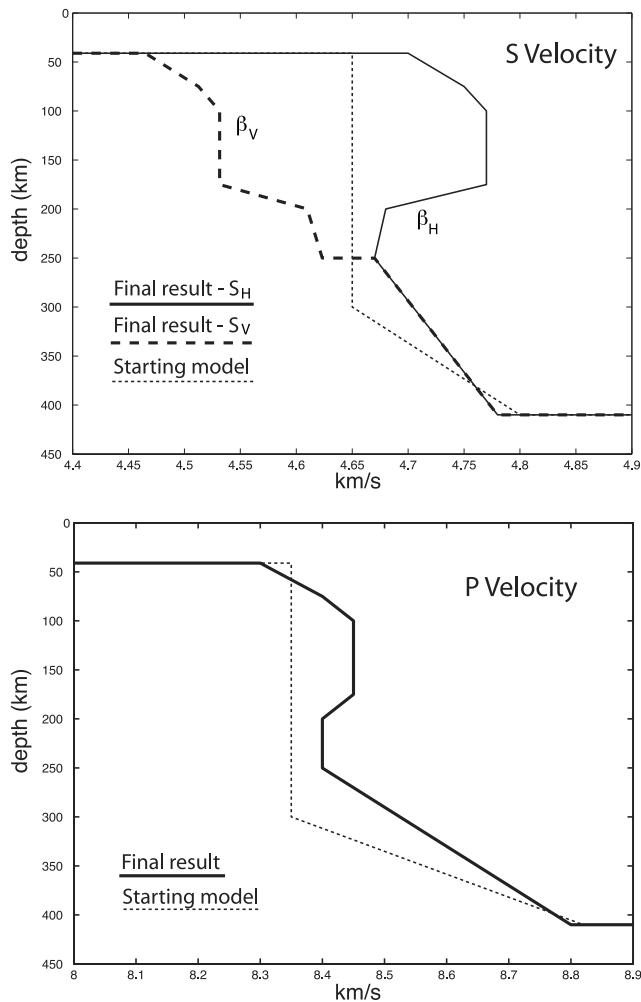 0
50
100
150
200
250
300
350
400
450
depth (km)
S Velocity
βV
βH
Final result - SH
Final result - SV
Starting model
4.4 4.45 4.5 4.55 4.6 4.65 4.7 4.75 4.8 4.85 4.9
km/s
0
50
100
150
200
250
300
350
400
450
depth (km)
P Velocity
Final result
Starting model
8 8.1 8.2 8.3 8.4 8.5 8.6 8.7 8.8 8.9
km/s